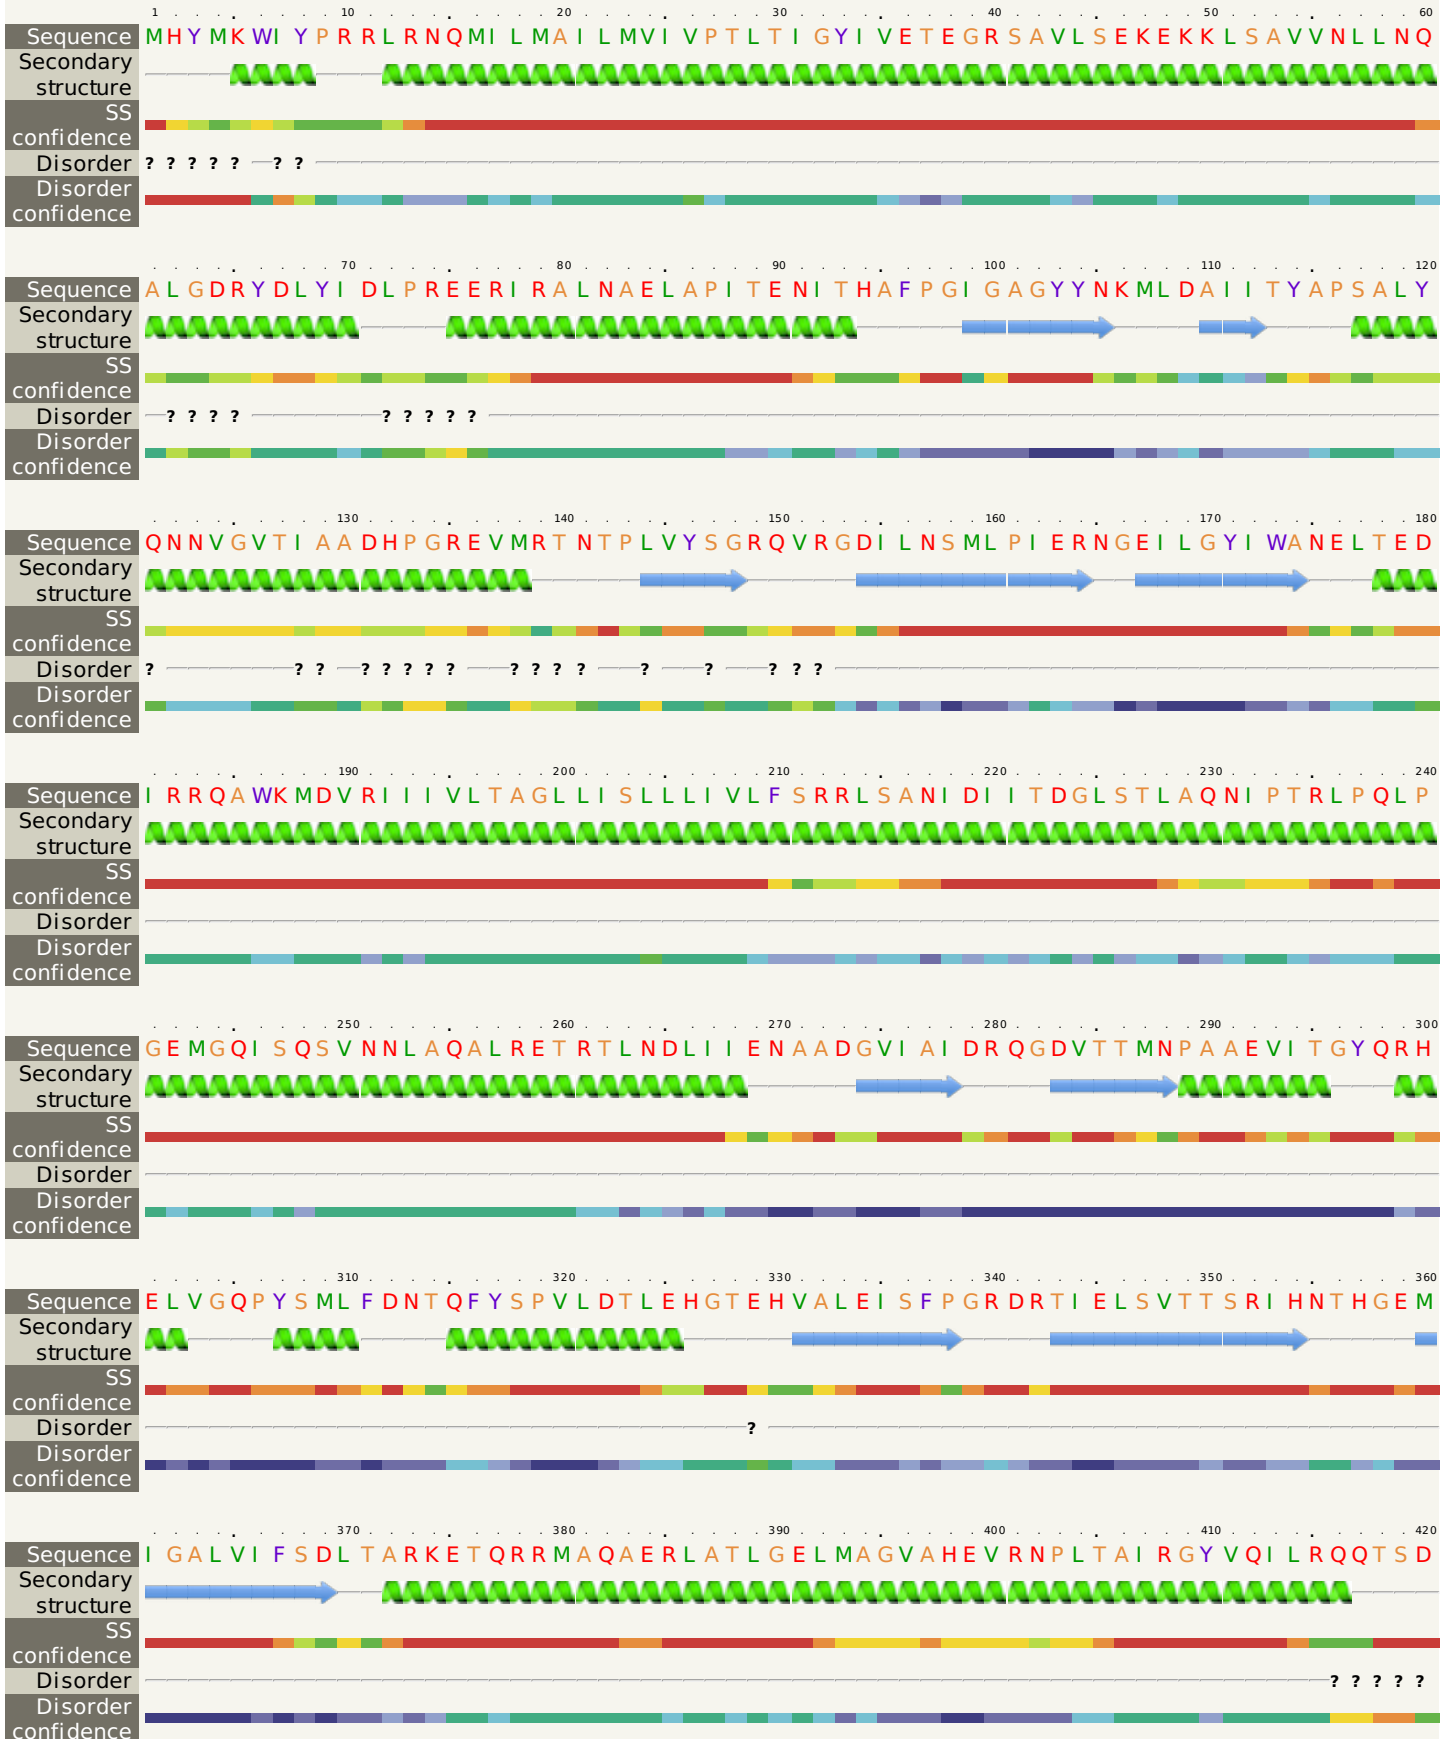 1 . . . . . . . . 10 . . . . . . . . . 20 . . . . . . . . . 30 . . . . . . . . . 40 . . . . . . . . . 50 . . . . . . . . . 60
Sequence MHYMKWIYPRRLRNQMILMAILMVIVPTLTIGYIVETEGRSAVLSEKEKKLSAVVNLLNQ
Secondary
structure
SS
confidence
Disorder ? ? ? ? ? ? ?
Disorder
confidence
. . . . . . . . . 70 . . . . . . . . . 80 . . . . . . . . . 90 . . . . . . . . . 100 . . . . . . . . . 110 . . . . . . . . . 120
Sequence ALGDRYDLYIDLPREERIRALNAELAPITENITHAFPGIGAGYYNKMLDAIITYAPSALY
Secondary
structure
SS
confidence
Disorder ? ? ? ? ? ? ? ? ?
Disorder
confidence
. . . . . . . . . 130 . . . . . . . . . 140 . . . . . . . . . 150 . . . . . . . . . 160 . . . . . . . . . 170 . . . . . . . . . 180
Sequence QNNVGVTIAADHPGREVMRTNTPLVYSGRQVRGDILNSMLPIERNGEILGYIWANELTED
Secondary
structure
SS
confidence
Disorder ? ? ? ? ? ? ? ? ? ? ? ? ? ? ? ? ? ?
Disorder
confidence
. . . . . . . . . 190 . . . . . . . . . 200 . . . . . . . . . 210 . . . . . . . . . 220 . . . . . . . . . 230 . . . . . . . . . 240
Sequence IRRQAWKMDVRIIIVLTAGLLISLLLIVLFSRRLSANIDIITDGLSTLAQNIPTRLPQLP
Secondary
structure
SS
confidence
Disorder
Disorder
confidence
. . . . . . . . . 250 . . . . . . . . . 260 . . . . . . . . . 270 . . . . . . . . . 280 . . . . . . . . . 290 . . . . . . . . . 300
Sequence GEMGQISQSVNNLAQALRETRTLNDLIIENAADGVIAIDRQGDVTTMNPAAEVITGYQRH
Secondary
structure
SS
confidence
Disorder
Disorder
confidence
. . . . . . . . . 310 . . . . . . . . . 320 . . . . . . . . . 330 . . . . . . . . . 340 . . . . . . . . . 350 . . . . . . . . . 360
Sequence ELVGQPYSMLFDNTQFYSPVLDTLEHGTEHVALEISFPGRDRTIELSVTTSRIHNTHGEM
Secondary
structure
SS
confidence
Disorder ?
Disorder
confidence
. . . . . . . . . 370 . . . . . . . . . 380 . . . . . . . . . 390 . . . . . . . . . 400 . . . . . . . . . 410 . . . . . . . . . 420
Sequence IGALVIFSDLTARKETQRRMAQAERLATLGELMAGVAHEVRNPLTAIRGYVQILRQQTSD
Secondary
structure
SS
confidence
Disorder ? ? ? ? ?
Disorder
confidence